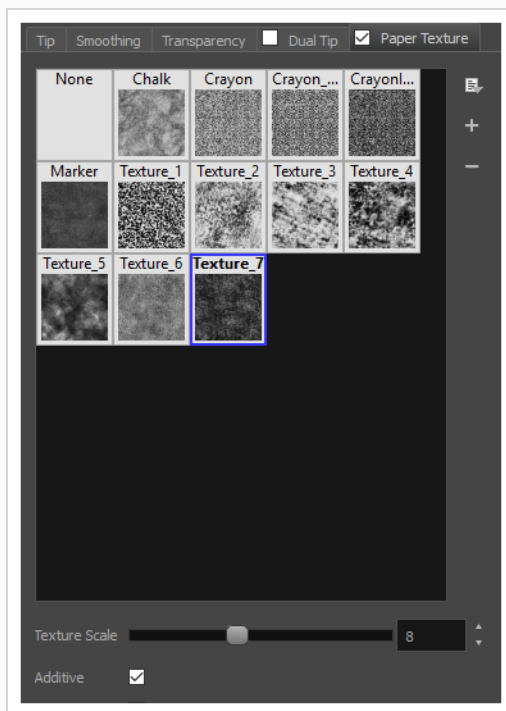 Tip Smoothing Transparency Dual Tip Paper Texture
None Chalk Crayon Crayon_... CrayonI...
Marker Texture_1 Texture_2 Texture_3 Texture_4
Texture_5 Texture_6 Texture_7
Texture Scale 8
Additive